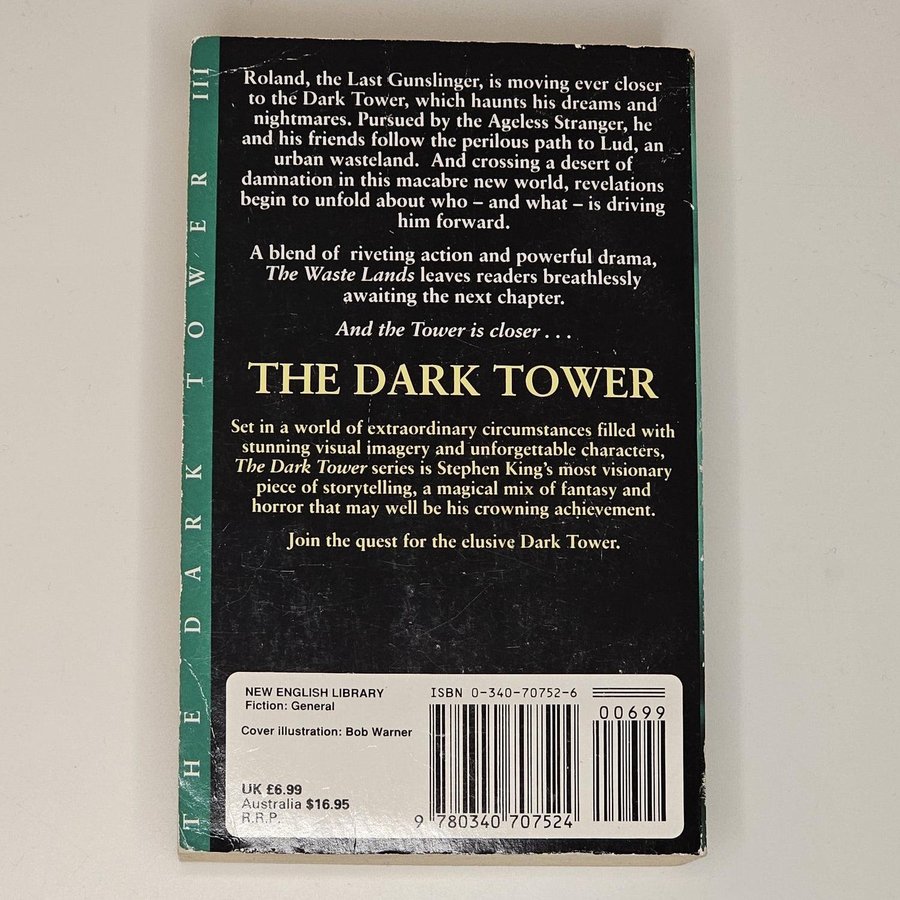 THE DARK TOWER III
Roland, the Last Gunslinger, is moving ever closer
to the Dark Tower, which haunts his dreams and
nightmares. Pursued by the Ageless Stranger, he
and his friends follow the perilous path to Lud, an
urban wasteland. And crossing a desert of
damnation in this macabre new world, revelations
begin to unfold about who – and what – is driving
him forward.
A blend of riveting action and powerful drama,
The Waste Lands leaves readers breathlessly
awaiting the next chapter.
And the Tower is closer . . .
THE DARK TOWER
Set in a world of extraordinary circumstances filled with
stunning visual imagery and unforgettable characters,
The Dark Tower series is Stephen King's most visionary
piece of storytelling, a magical mix of fantasy and
horror that may well be his crowning achievement.
Join the quest for the elusive Dark Tower.
NEW ENGLISH LIBRARY
Fiction: General
Cover illustration: Bob Warner
UK £6.99
Australia $16.95
R.R.P.
ISBN 0-340-70752-6
00699
9 780340 707524